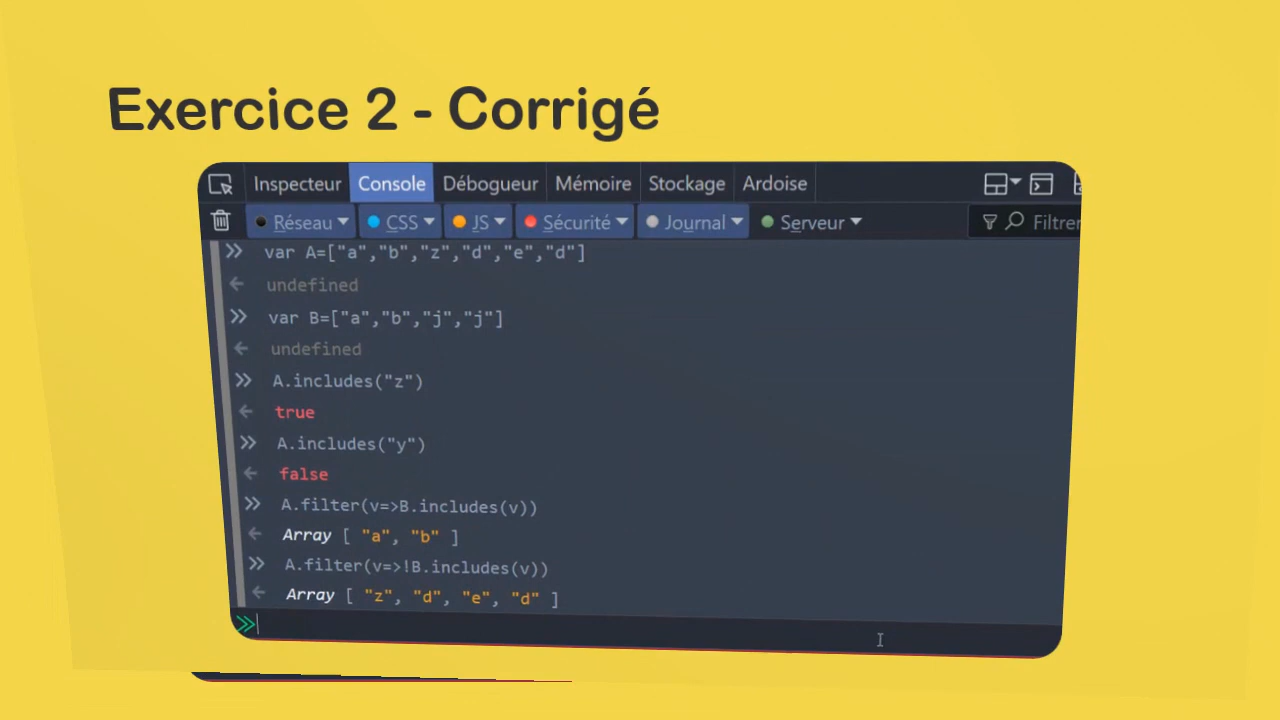 Exercice 2 - Corrigé
Inspecteur Console Débogueur Mémoire Stockage Ardoise
Réseau CSS JS Sécurité Journal Serveur Filtrer
» var A=["a","b","z","d","e","d"]
← undefined
» var B=["a","b","j","j"]
← undefined
» A.includes("z")
← true
» A.includes("y")
← false
» A.filter(v=>B.includes(v))
← Array [ "a", "b" ]
» A.filter(v=>!B.includes(v))
← Array [ "z", "d", "e", "d" ]
»